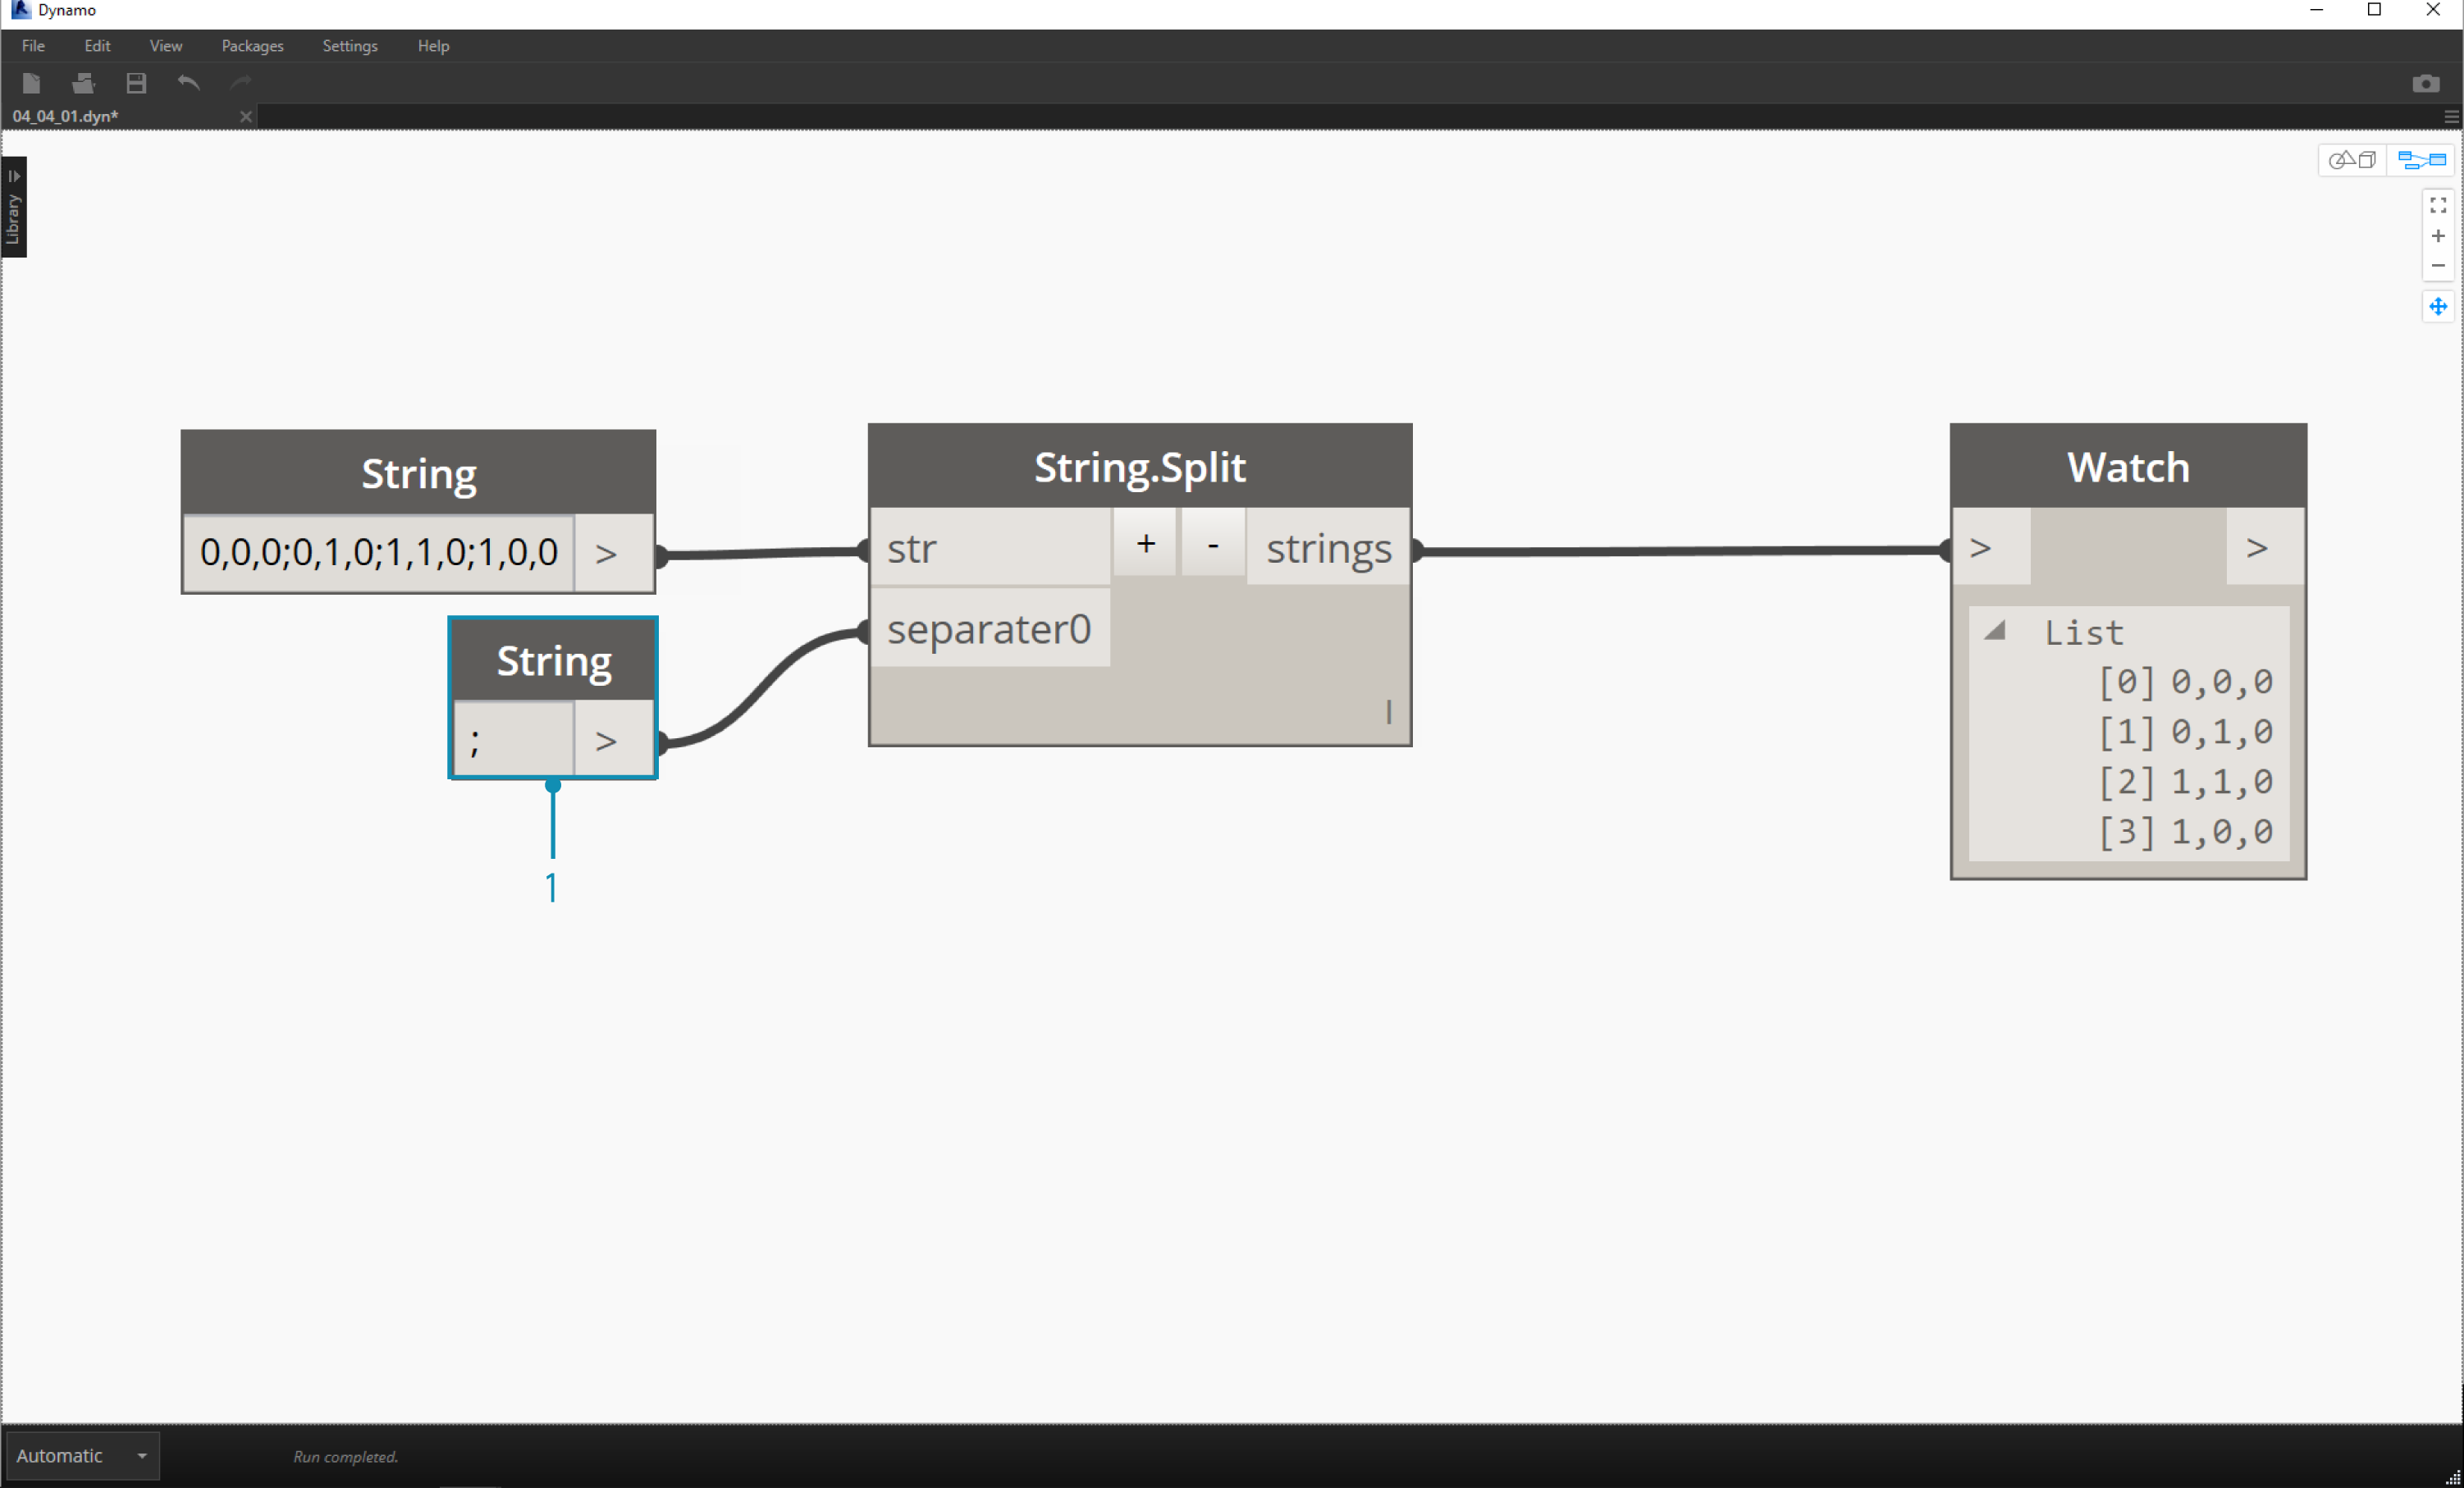 Dynamo
File Edit View Packages Settings Help
04_04_01.dyn*
Library
String
0,0,0;0,1,0;1,1,0;1,0,0 >
String
; >
1
String.Split
str + - strings
separater0
l
Watch
> >
List
[0] 0,0,0
[1] 0,1,0
[2] 1,1,0
[3] 1,0,0
Automatic
Run completed.